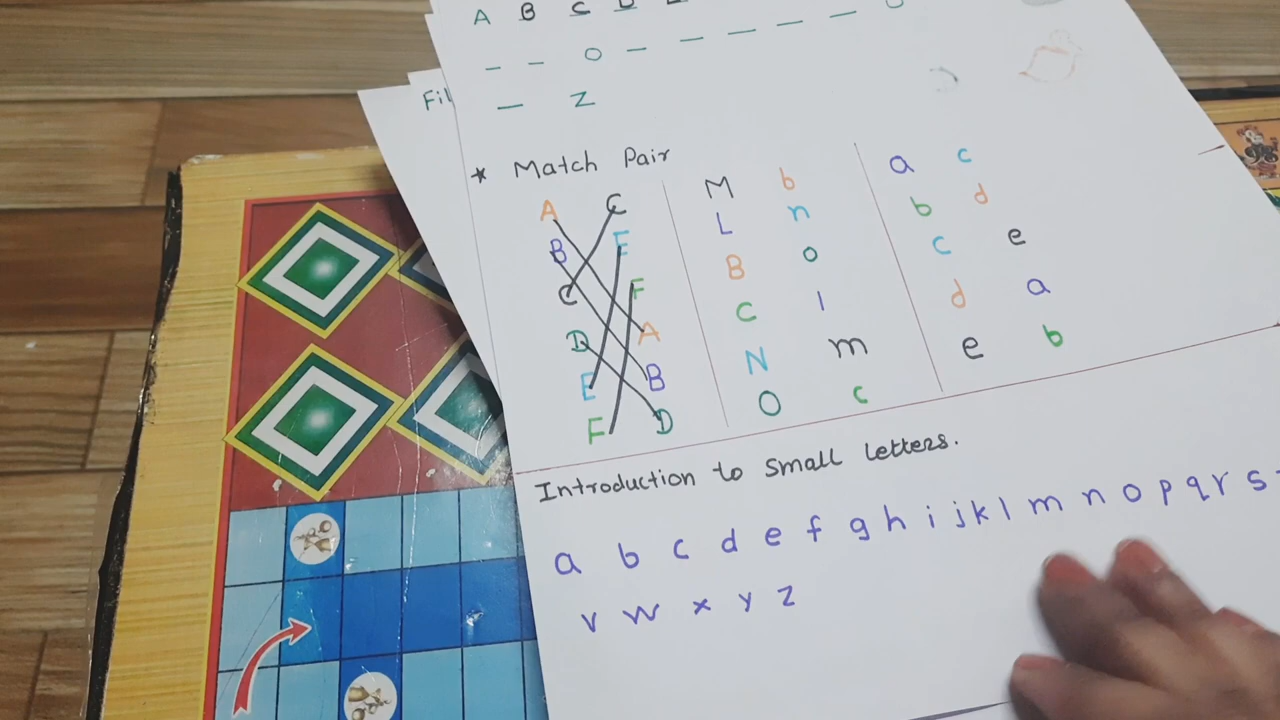 A B C D
_ _ O _ _ _ _ _
_ Z
Fil
* Match Pair
A C
B E
C F
D A
E B
F D
M b
L n
B o
C l
N m
O c
a c
b d
c e
d a
e b
Introduction to Small letters.
a b c d e f g h i j k l m n o p q r s
v w x y z